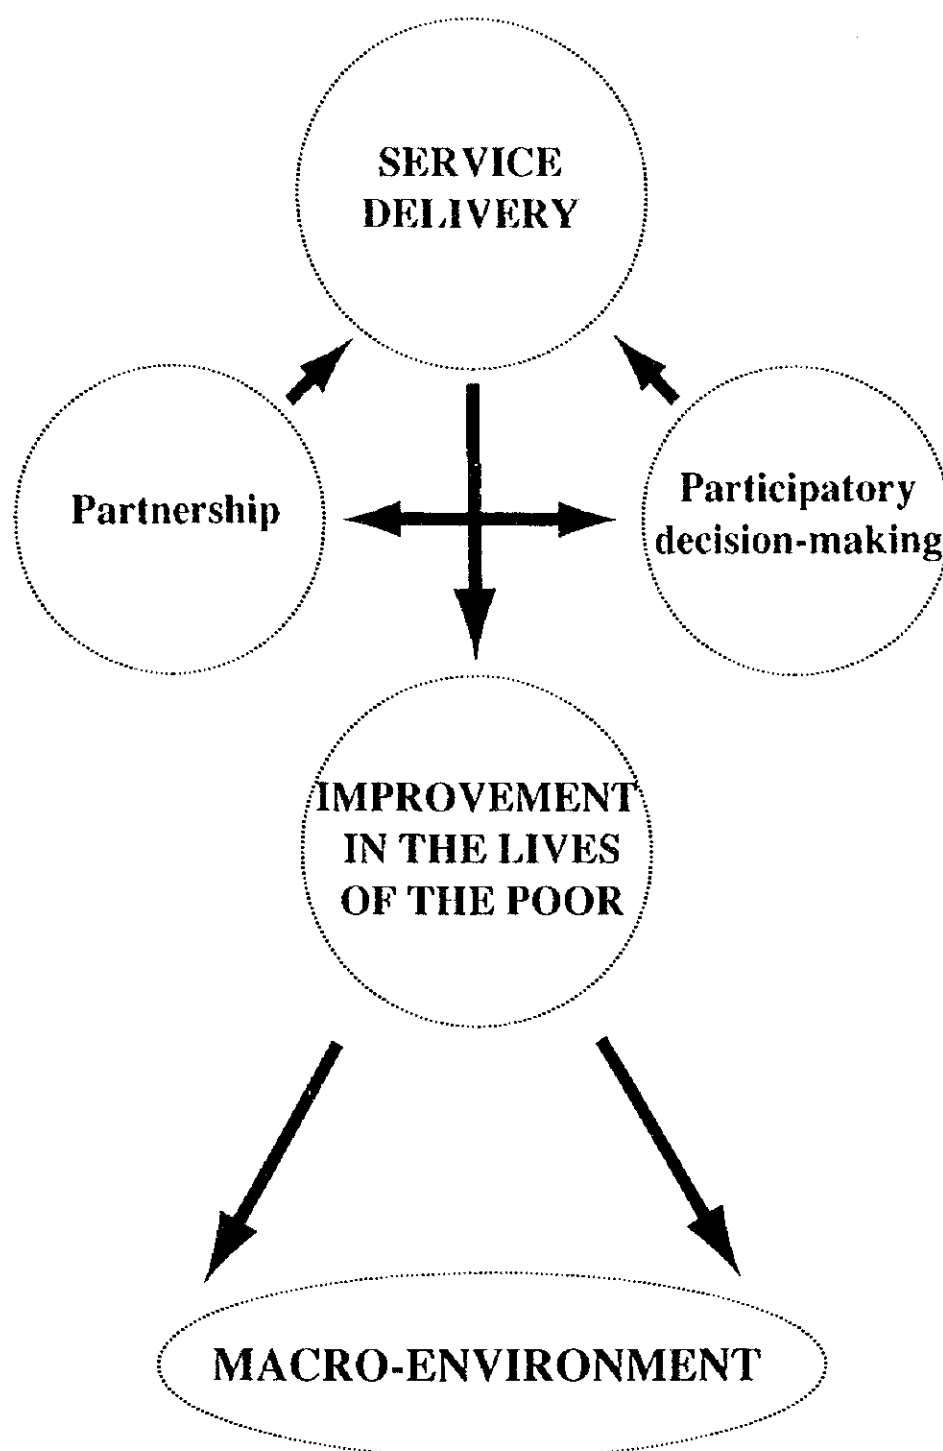 SERVICE
DELIVERY
Partnership
Participatory
decision-making
IMPROVEMENT
IN THE LIVES
OF THE POOR
MACRO-ENVIRONMENT